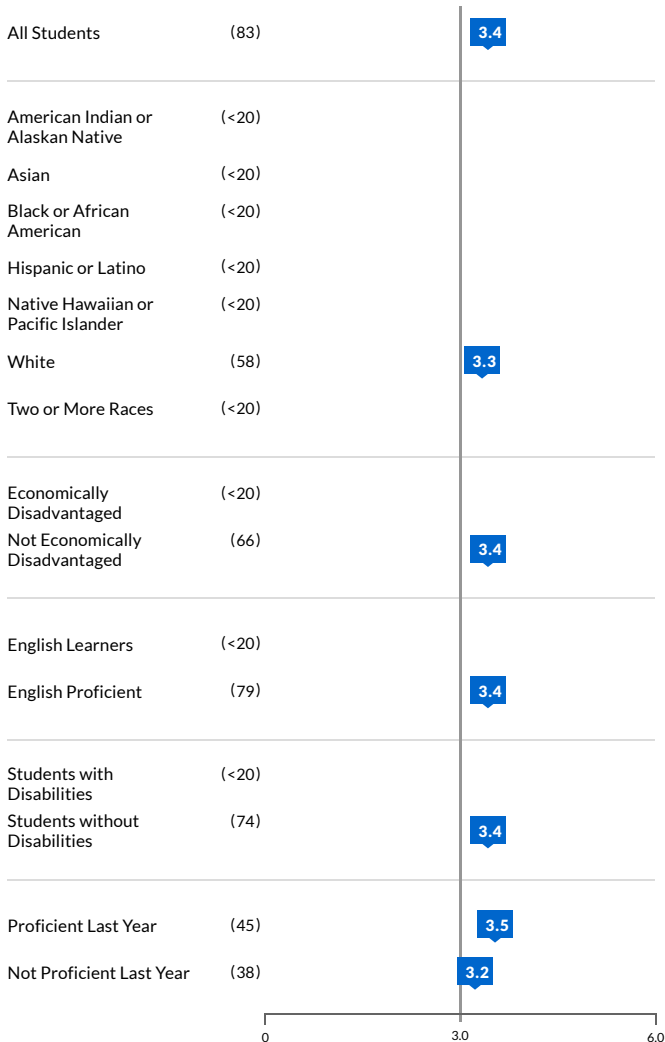 All Students (83) 3.4
American Indian or (<20)
Alaskan Native
Asian (<20)
Black or African (<20)
American
Hispanic or Latino (<20)
Native Hawaiian or (<20)
Pacific Islander
White (58) 3.3
Two or More Races (<20)
Economically (<20)
Disadvantaged
Not Economically (66) 3.4
Disadvantaged
English Learners (<20)
English Proficient (79) 3.4
Students with (<20)
Disabilities
Students without (74) 3.4
Disabilities
Proficient Last Year (45) 3.5
Not Proficient Last Year (38) 3.2
0 3.0 6.0